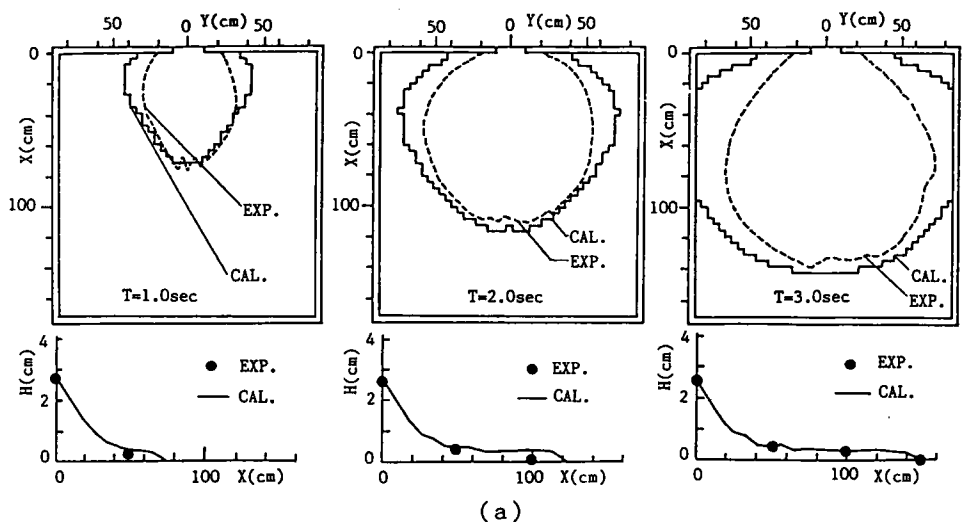 Y(cm)
50 0 50
Y(cm)
50 0 50
Y(cm)
50 0 50
0
X(cm)
100
EXP.
CAL.
T=1.0sec
0
X(cm)
100
CAL.
EXP.
T=2.0sec
0
X(cm)
100
CAL.
EXP.
T=3.0sec
4
H(cm)
2
0
● EXP.
CAL.
0 100
X(cm)
4
H(cm)
2
0
● EXP.
CAL.
0 100
X(cm)
4
H(cm)
2
0
● EXP.
CAL.
0 100
X(cm)
(a)